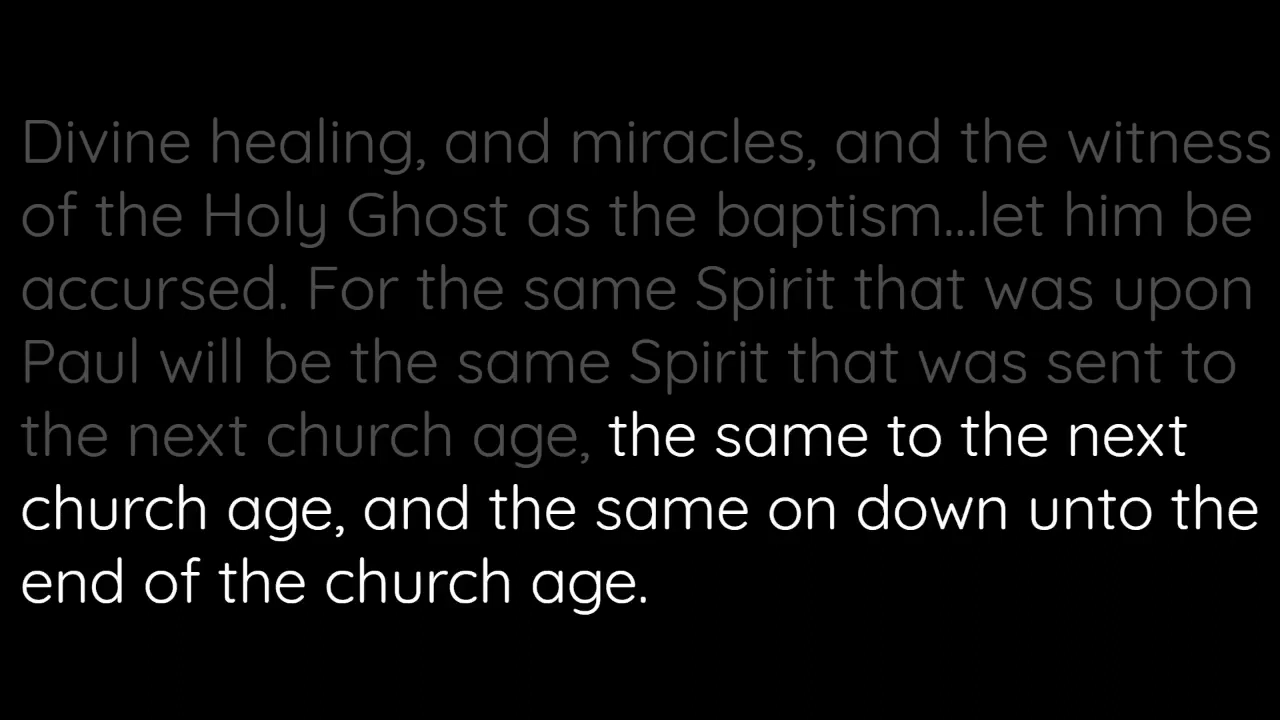 Divine healing, and miracles, and the witness
of the Holy Ghost as the baptism...let him be
accursed. For the same Spirit that was upon
Paul will be the same Spirit that was sent to
the next church age, the same to the next
church age, and the same on down unto the
end of the church age.